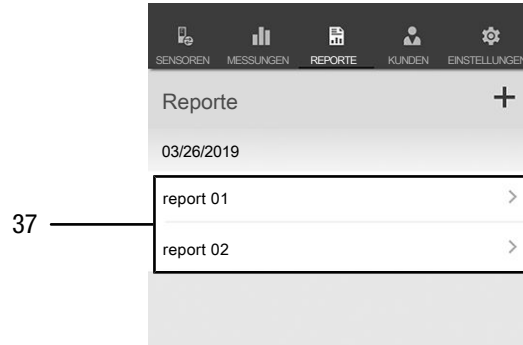 SENSOREN MESSUNGEN REPORTE KUNDEN EINSTELLUNGEN
Reporte
03/26/2019
report 01
37
report 02